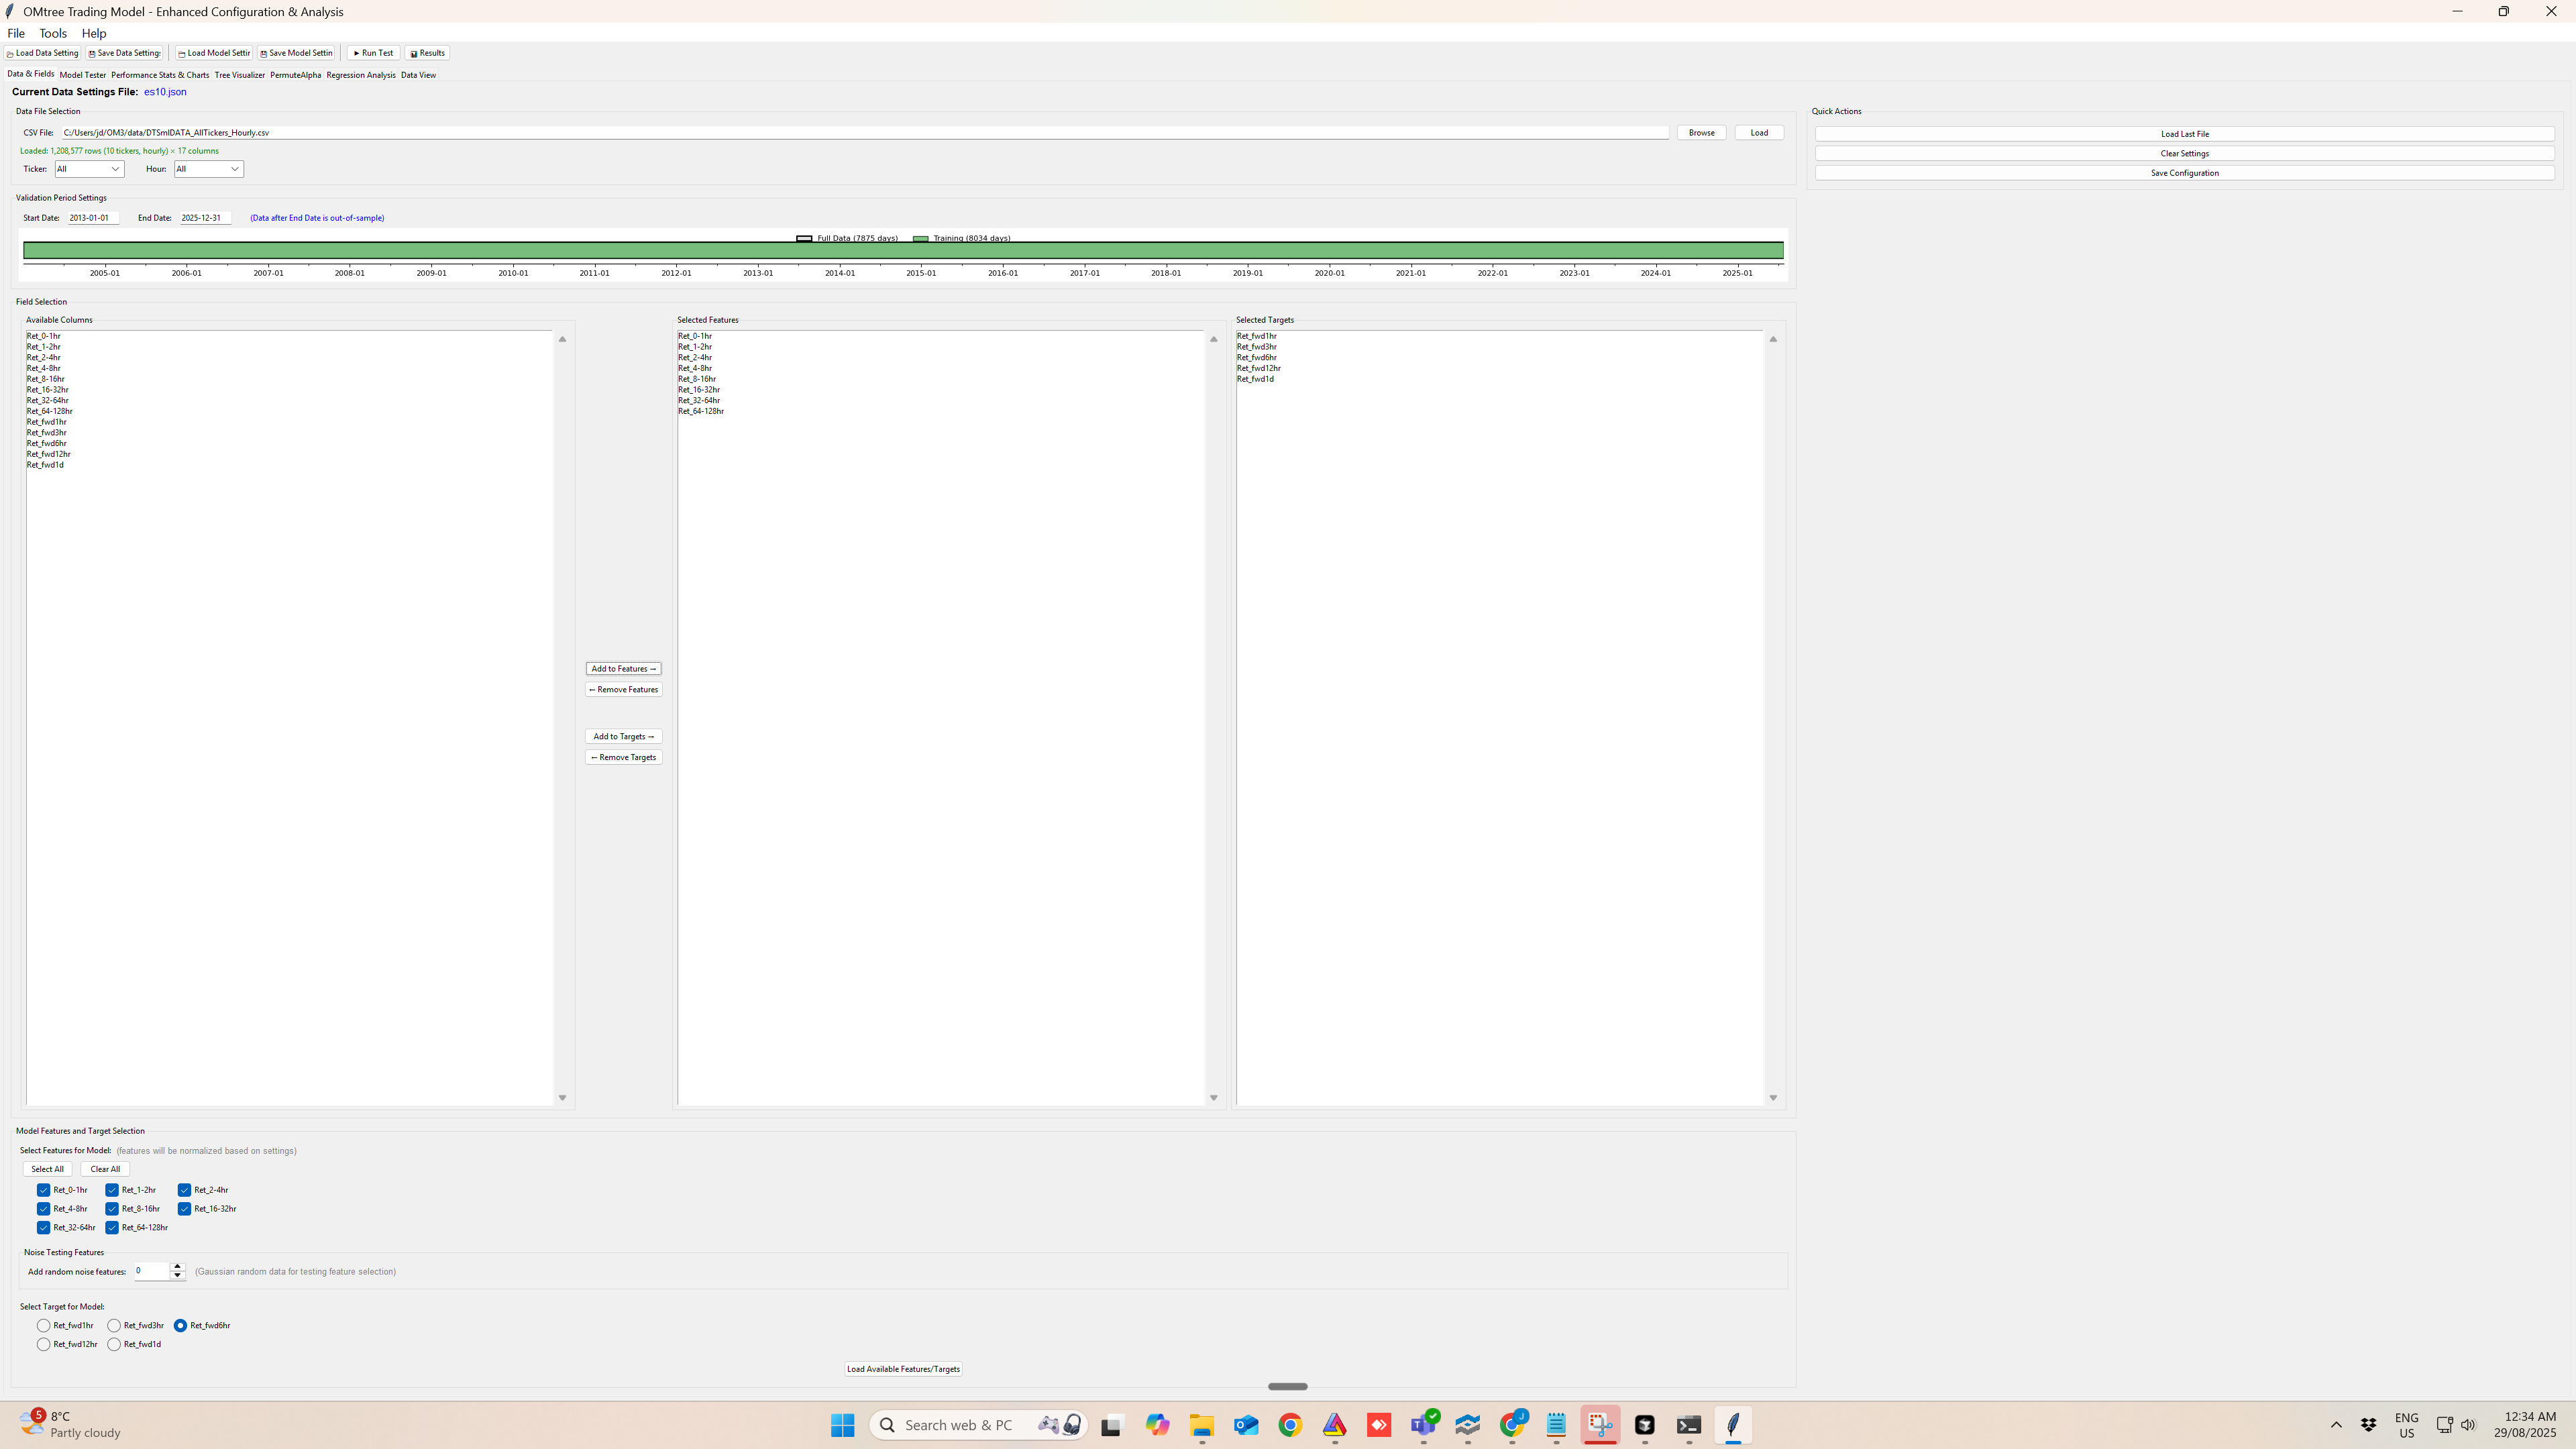 OMtree Trading Model - Enhanced Configuration & Analysis
File Tools Help
Load Data Setting Save Data Setting: Load Model Settir Save Model Settin Run Test Results
Data & Fields Model Tester Performance Stats & Charts Tree Visualizer PermuteAlpha Regression Analysis Data View
Current Data Settings File: es10.json
Data File Selection
CSV File: C:/Users/jd/OM3/data/DTSmlDATA_AllTickers_Hourly.csv Browse Load
Loaded: 1,208,577 rows (10 tickers, hourly) × 17 columns
Ticker: All Hour: All
Quick Actions
Load Last File
Clear Settings
Save Configuration
Validation Period Settings
Start Date: 2013-01-01 End Date: 2025-12-31 (Data after End Date is out-of-sample)
Full Data (7875 days) Training (8034 days)
2005-01 2006-01 2007-01 2008-01 2009-01 2010-01 2011-01 2012-01 2013-01 2014-01 2015-01 2016-01 2017-01 2018-01 2019-01 2020-01 2021-01 2022-01 2023-01 2024-01 2025-01
Field Selection
Available Columns
Ret_0-1hr
Ret_1-2hr
Ret_2-4hr
Ret_4-8hr
Ret_8-16hr
Ret_16-32hr
Ret_32-64hr
Ret_64-128hr
Ret_fwd1hr
Ret_fwd3hr
Ret_fwd6hr
Ret_fwd12hr
Ret_fwd1d
Add to Features →
← Remove Features
Add to Targets →
← Remove Targets
Selected Features
Ret_0-1hr
Ret_1-2hr
Ret_2-4hr
Ret_4-8hr
Ret_8-16hr
Ret_16-32hr
Ret_32-64hr
Ret_64-128hr
Selected Targets
Ret_fwd1hr
Ret_fwd3hr
Ret_fwd6hr
Ret_fwd12hr
Ret_fwd1d
Model Features and Target Selection
Select Features for Model: (features will be normalized based on settings)
Select All Clear All
Ret_0-1hr Ret_1-2hr Ret_2-4hr
Ret_4-8hr Ret_8-16hr Ret_16-32hr
Ret_32-64hr Ret_64-128hr
Noise Testing Features
Add random noise features: 0 (Gaussian random data for testing feature selection)
Select Target for Model:
Ret_fwd1hr Ret_fwd3hr Ret_fwd6hr
Ret_fwd12hr Ret_fwd1d
Load Available Features/Targets
5 8°C
Partly cloudy
Search web & PC
J
ENG
US
12:34 AM
29/08/2025